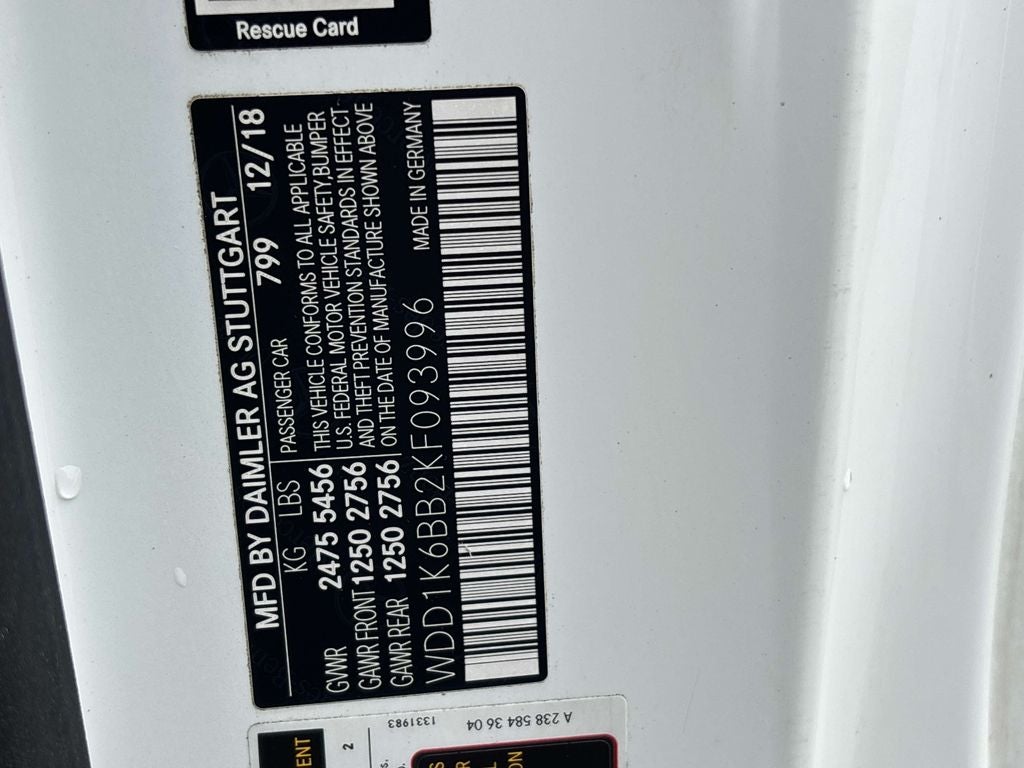 Rescue Card
MFD BY DAIMLER AG STUTTGART
KG LBS PASSENGER CAR 799 12/18
GVWR 2475 5456 THIS VEHICLE CONFORMS TO ALL APPLICABLE
GAWR FRONT 1250 2756 U.S. FEDERAL MOTOR VEHICLE SAFETY,BUMPER
GAWR REAR 1250 2756 AND THEFT PREVENTION STANDARDS IN EFFECT
ON THE DATE OF MANUFACTURE SHOWN ABOVE
WDD1K6BB2KF093996 MADE IN GERMANY
1331983
A 238 584 36 04
2